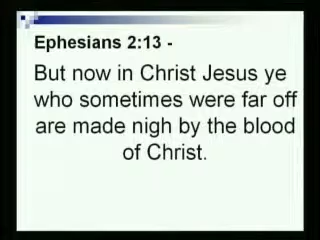 Ephesians 2:13 -
But now in Christ Jesus ye
who sometimes were far off
are made nigh by the blood
of Christ.